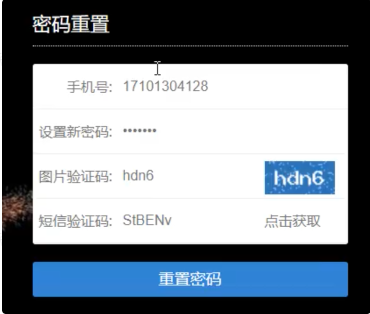 密码重置
手机号: 17101304128
设置新密码: •••••••
图片验证码: hdn6 hdn6
短信验证码: StBENv 点击获取
重置密码